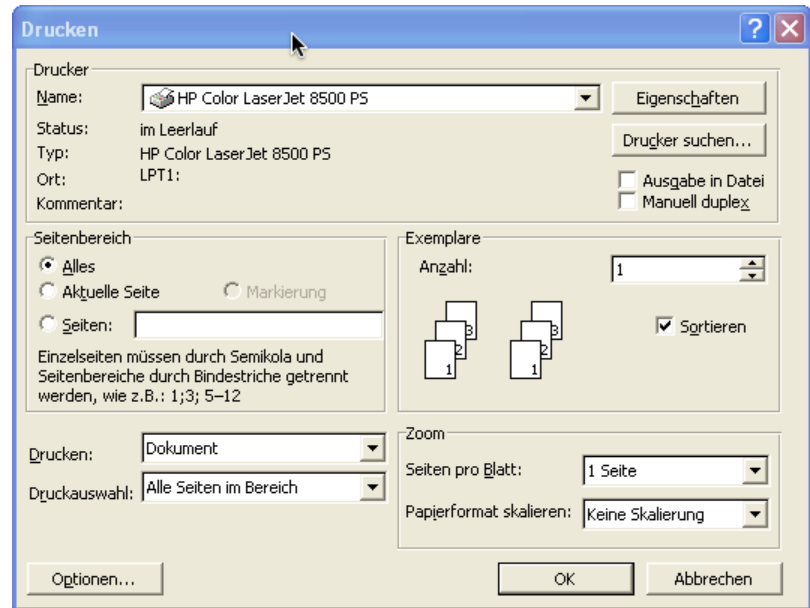 Drucken
Drucker
Name: HP Color LaserJet 8500 PS Eigenschaften
Status: im Leerlauf
Drucker suchen...
Typ: HP Color LaserJet 8500 PS
Ort: LPT1:
Ausgabe in Datei
Kommentar:
Manuell duplex
Seitenbereich
Alles
Aktuelle Seite Markierung
Seiten:
Einzelseiten müssen durch Semikola und
Seitenbereiche durch Bindestriche getrennt
werden, wie z.B.: 1;3; 5–12
Exemplare
Anzahl: 1
3 3
2 2
1 1
Sortieren
Drucken: Dokument
Druckauswahl: Alle Seiten im Bereich
Zoom
Seiten pro Blatt: 1 Seite
Papierformat skalieren: Keine Skalierung
Optionen... OK Abbrechen